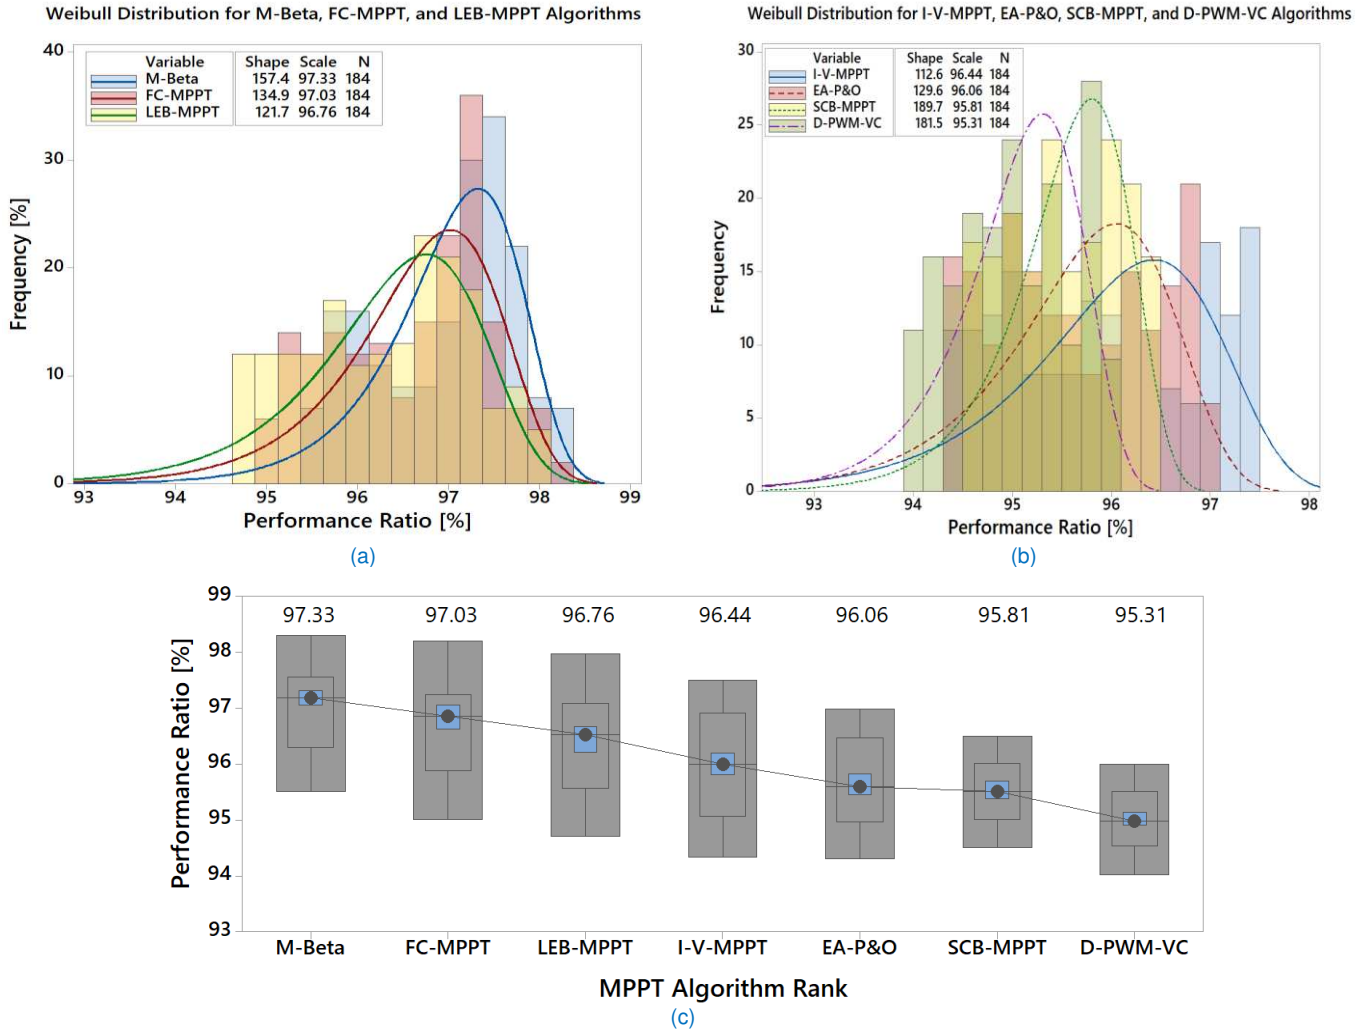 Weibull Distribution for M-Beta, FC-MPPT, and LEB-MPPT Algorithms
Variable Shape Scale N
M-Beta 157.4 97.33 184
FC-MPPT 134.9 97.03 184
LEB-MPPT 121.7 96.76 184
Frequency [%]
40
30
20
10
0
93 94 95 96 97 98 99
Performance Ratio [%]
(a)
Weibull Distribution for I-V-MPPT, EA-P&O, SCB-MPPT, and D-PWM-VC Algorithms
Variable Shape Scale N
I-V-MPPT 112.6 96.44 184
EA-P&O 129.6 96.06 184
SCB-MPPT 189.7 95.81 184
D-PWM-VC 181.5 95.31 184
Frequency
30
25
20
15
10
5
0
93 94 95 96 97 98
Performance Ratio [%]
(b)
Performance Ratio [%]
99
98
97
96
95
94
93
97.33 97.03 96.76 96.44 96.06 95.81 95.31
M-Beta FC-MPPT LEB-MPPT I-V-MPPT EA-P&O SCB-MPPT D-PWM-VC
MPPT Algorithm Rank
(c)